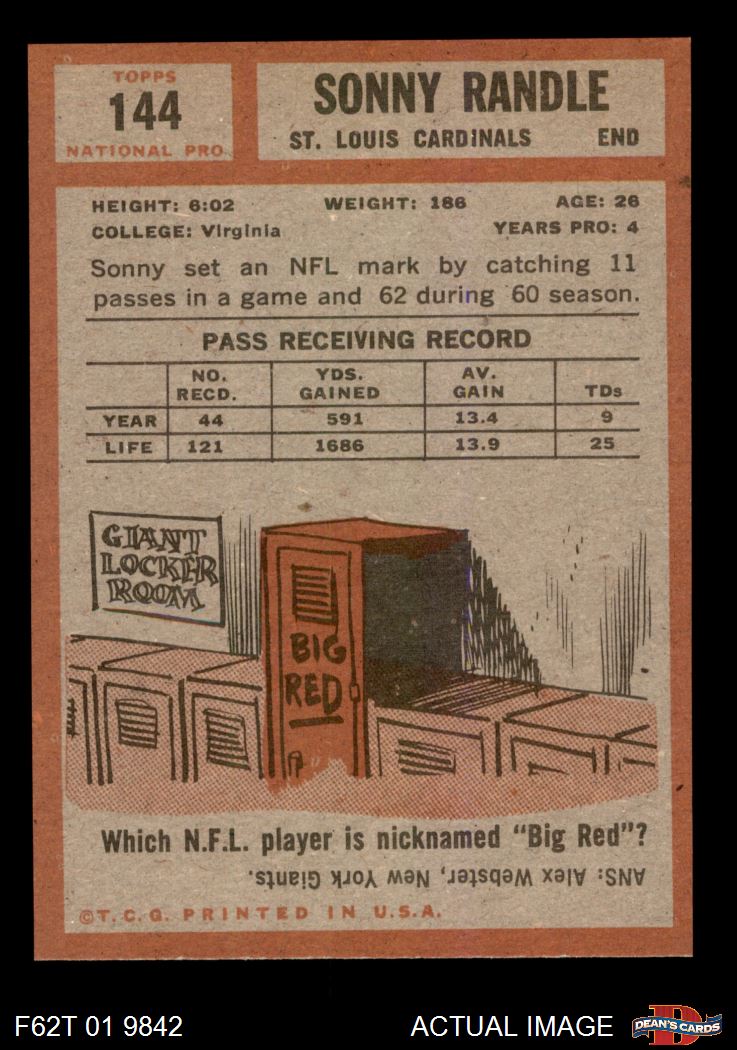 TOPPS
144
NATIONAL PRO
SONNY RANDLE
ST. LOUIS CARDINALS END
HEIGHT: 6:02 WEIGHT: 186 AGE: 26
COLLEGE: Virginia YEARS PRO: 4
Sonny set an NFL mark by catching 11
passes in a game and 62 during 60 season.
PASS RECEIVING RECORD
NO. RECD. YDS. GAINED AV. GAIN TDs
YEAR 44 591 13.4 9
LIFE 121 1686 13.9 25
GIANT
LOCKER
ROOM
BIG
RED
Which N.F.L. player is nicknamed "Big Red"?
ANS: Alex Webster, New York Giants.
©T.C.G. PRINTED IN U.S.A.
F62T 01 9842 ACTUAL IMAGE DEAN'S CARDS